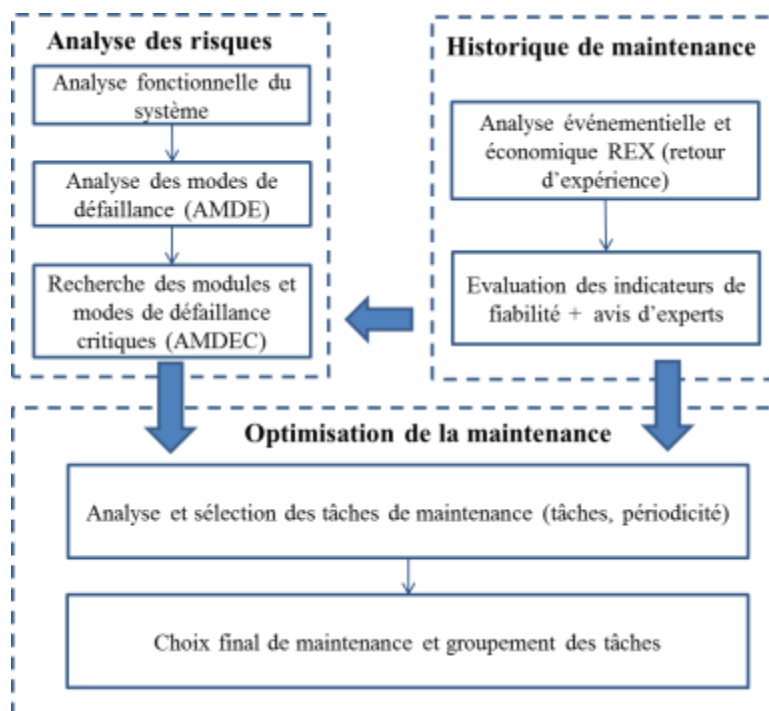 Analyse des risques
Analyse fonctionnelle du
système
Analyse des modes de
défaillance (AMDE)
Recherche des modules et
modes de défaillance
critiques (AMDEC)
Historique de maintenance
Analyse événementielle et
économique REX (retour
d’expérience)
Evaluation des indicateurs de
fiabilité + avis d’experts
Optimisation de la maintenance
Analyse et sélection des tâches de maintenance (tâches, périodicité)
Choix final de maintenance et groupement des tâches